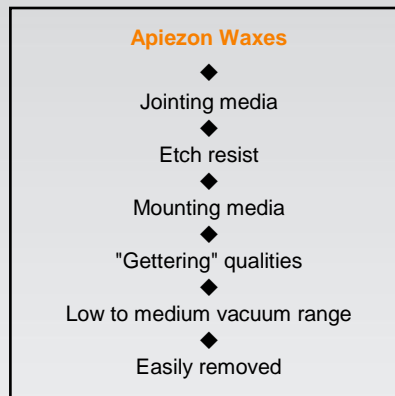 Apiezon Waxes
◆
Jointing media
◆
Etch resist
◆
Mounting media
◆
"Gettering" qualities
◆
Low to medium vacuum range
◆
Easily removed